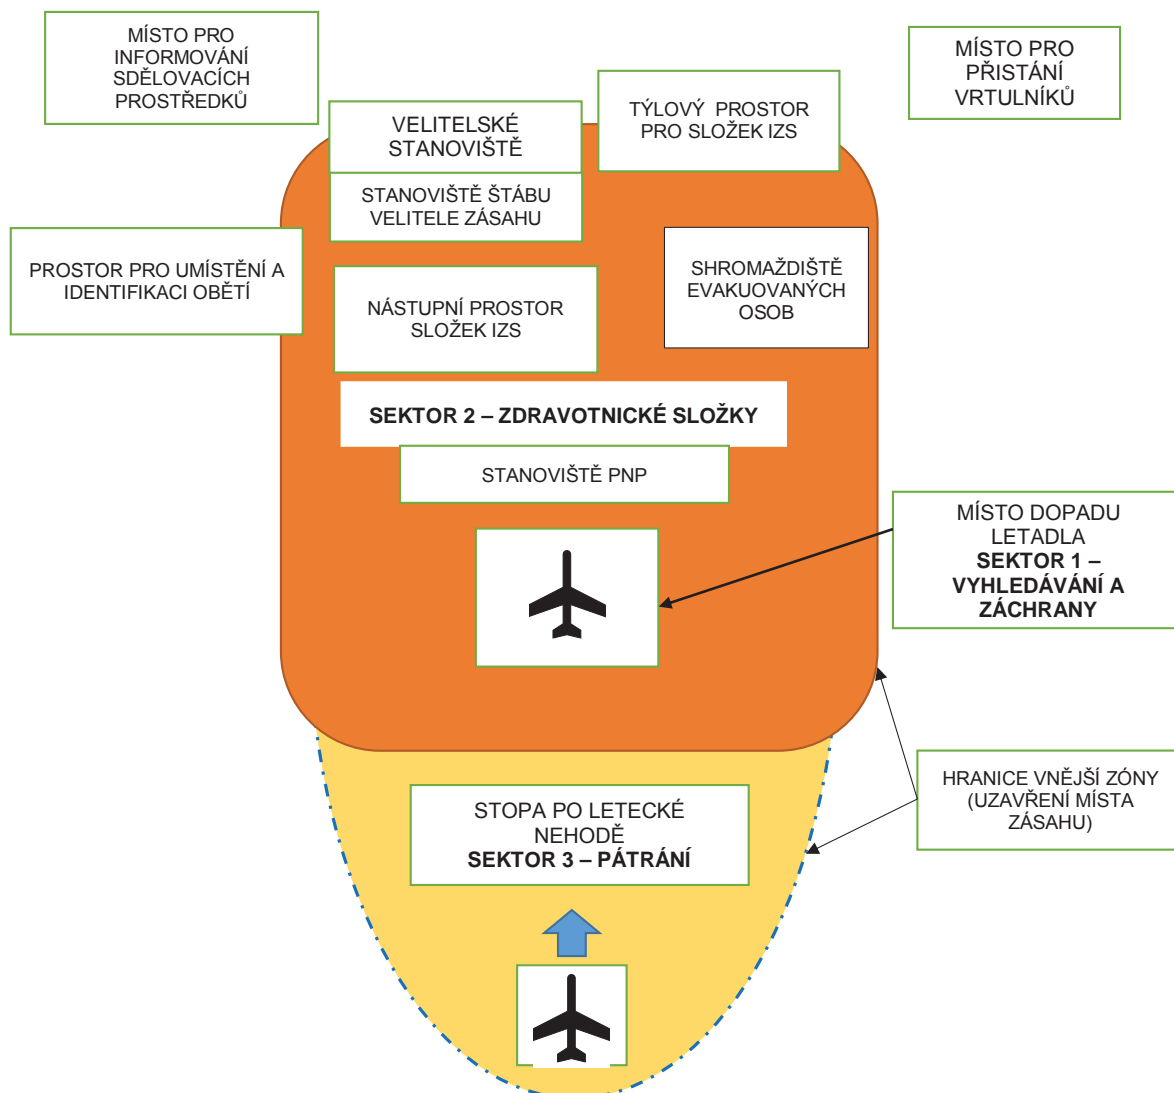 MÍSTO PRO
INFORMOVÁNÍ
SDĚLOVACÍCH
PROSTŘEDKŮ
MÍSTO PRO
PŘISTÁNÍ
VRTULNÍKŮ
VELITELSKÉ
STANOVIŠTĚ
TÝLOVÝ PROSTOR
PRO SLOŽEK IZS
STANOVIŠTĚ ŠTÁBU
VELITELE ZÁSAHU
PROSTOR PRO UMÍSTĚNÍ A
IDENTIFIKACI OBĚTÍ
NÁSTUPNÍ PROSTOR
SLOŽEK IZS
SHROMAŽDIŠTĚ
EVAKUOVANÝCH
OSOB
SEKTOR 2 – ZDRAVOTNICKÉ SLOŽKY
STANOVIŠTĚ PNP
MÍSTO DOPADU
LETADLA
SEKTOR 1 –
VYHLEDÁVÁNÍ A
ZÁCHRANY
HRANICE VNĚJŠÍ ZÓNY
(UZAVŘENÍ MÍSTA
ZÁSAHU)
STOPA PO LETECKÉ
NEHODĚ
SEKTOR 3 – PÁTRÁNÍ